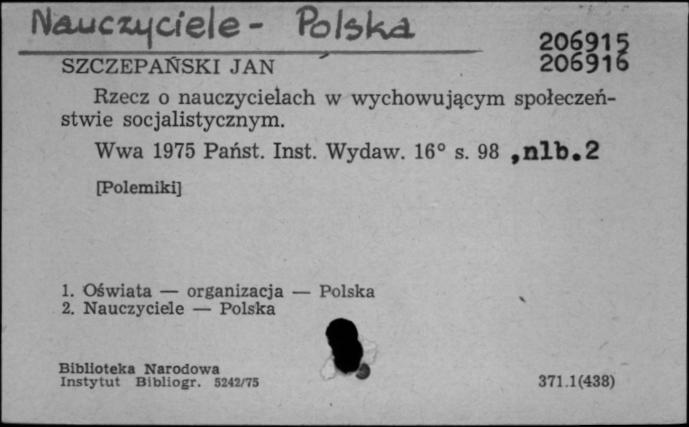 Nauczyciele - Polska
206915
206916
SZCZEPAŃSKI JAN
Rzecz o nauczycielach w wychowującym społeczeń-
stwie socjalistycznym.
Wwa 1975 Państ. Inst. Wydaw. 16° s. 98 ,nlb.2
[Polemiki]
1. Oświata — organizacja — Polska
2. Nauczyciele — Polska
Biblioteka Narodowa
Instytut Bibliogr. 5242/75
371.1(438)